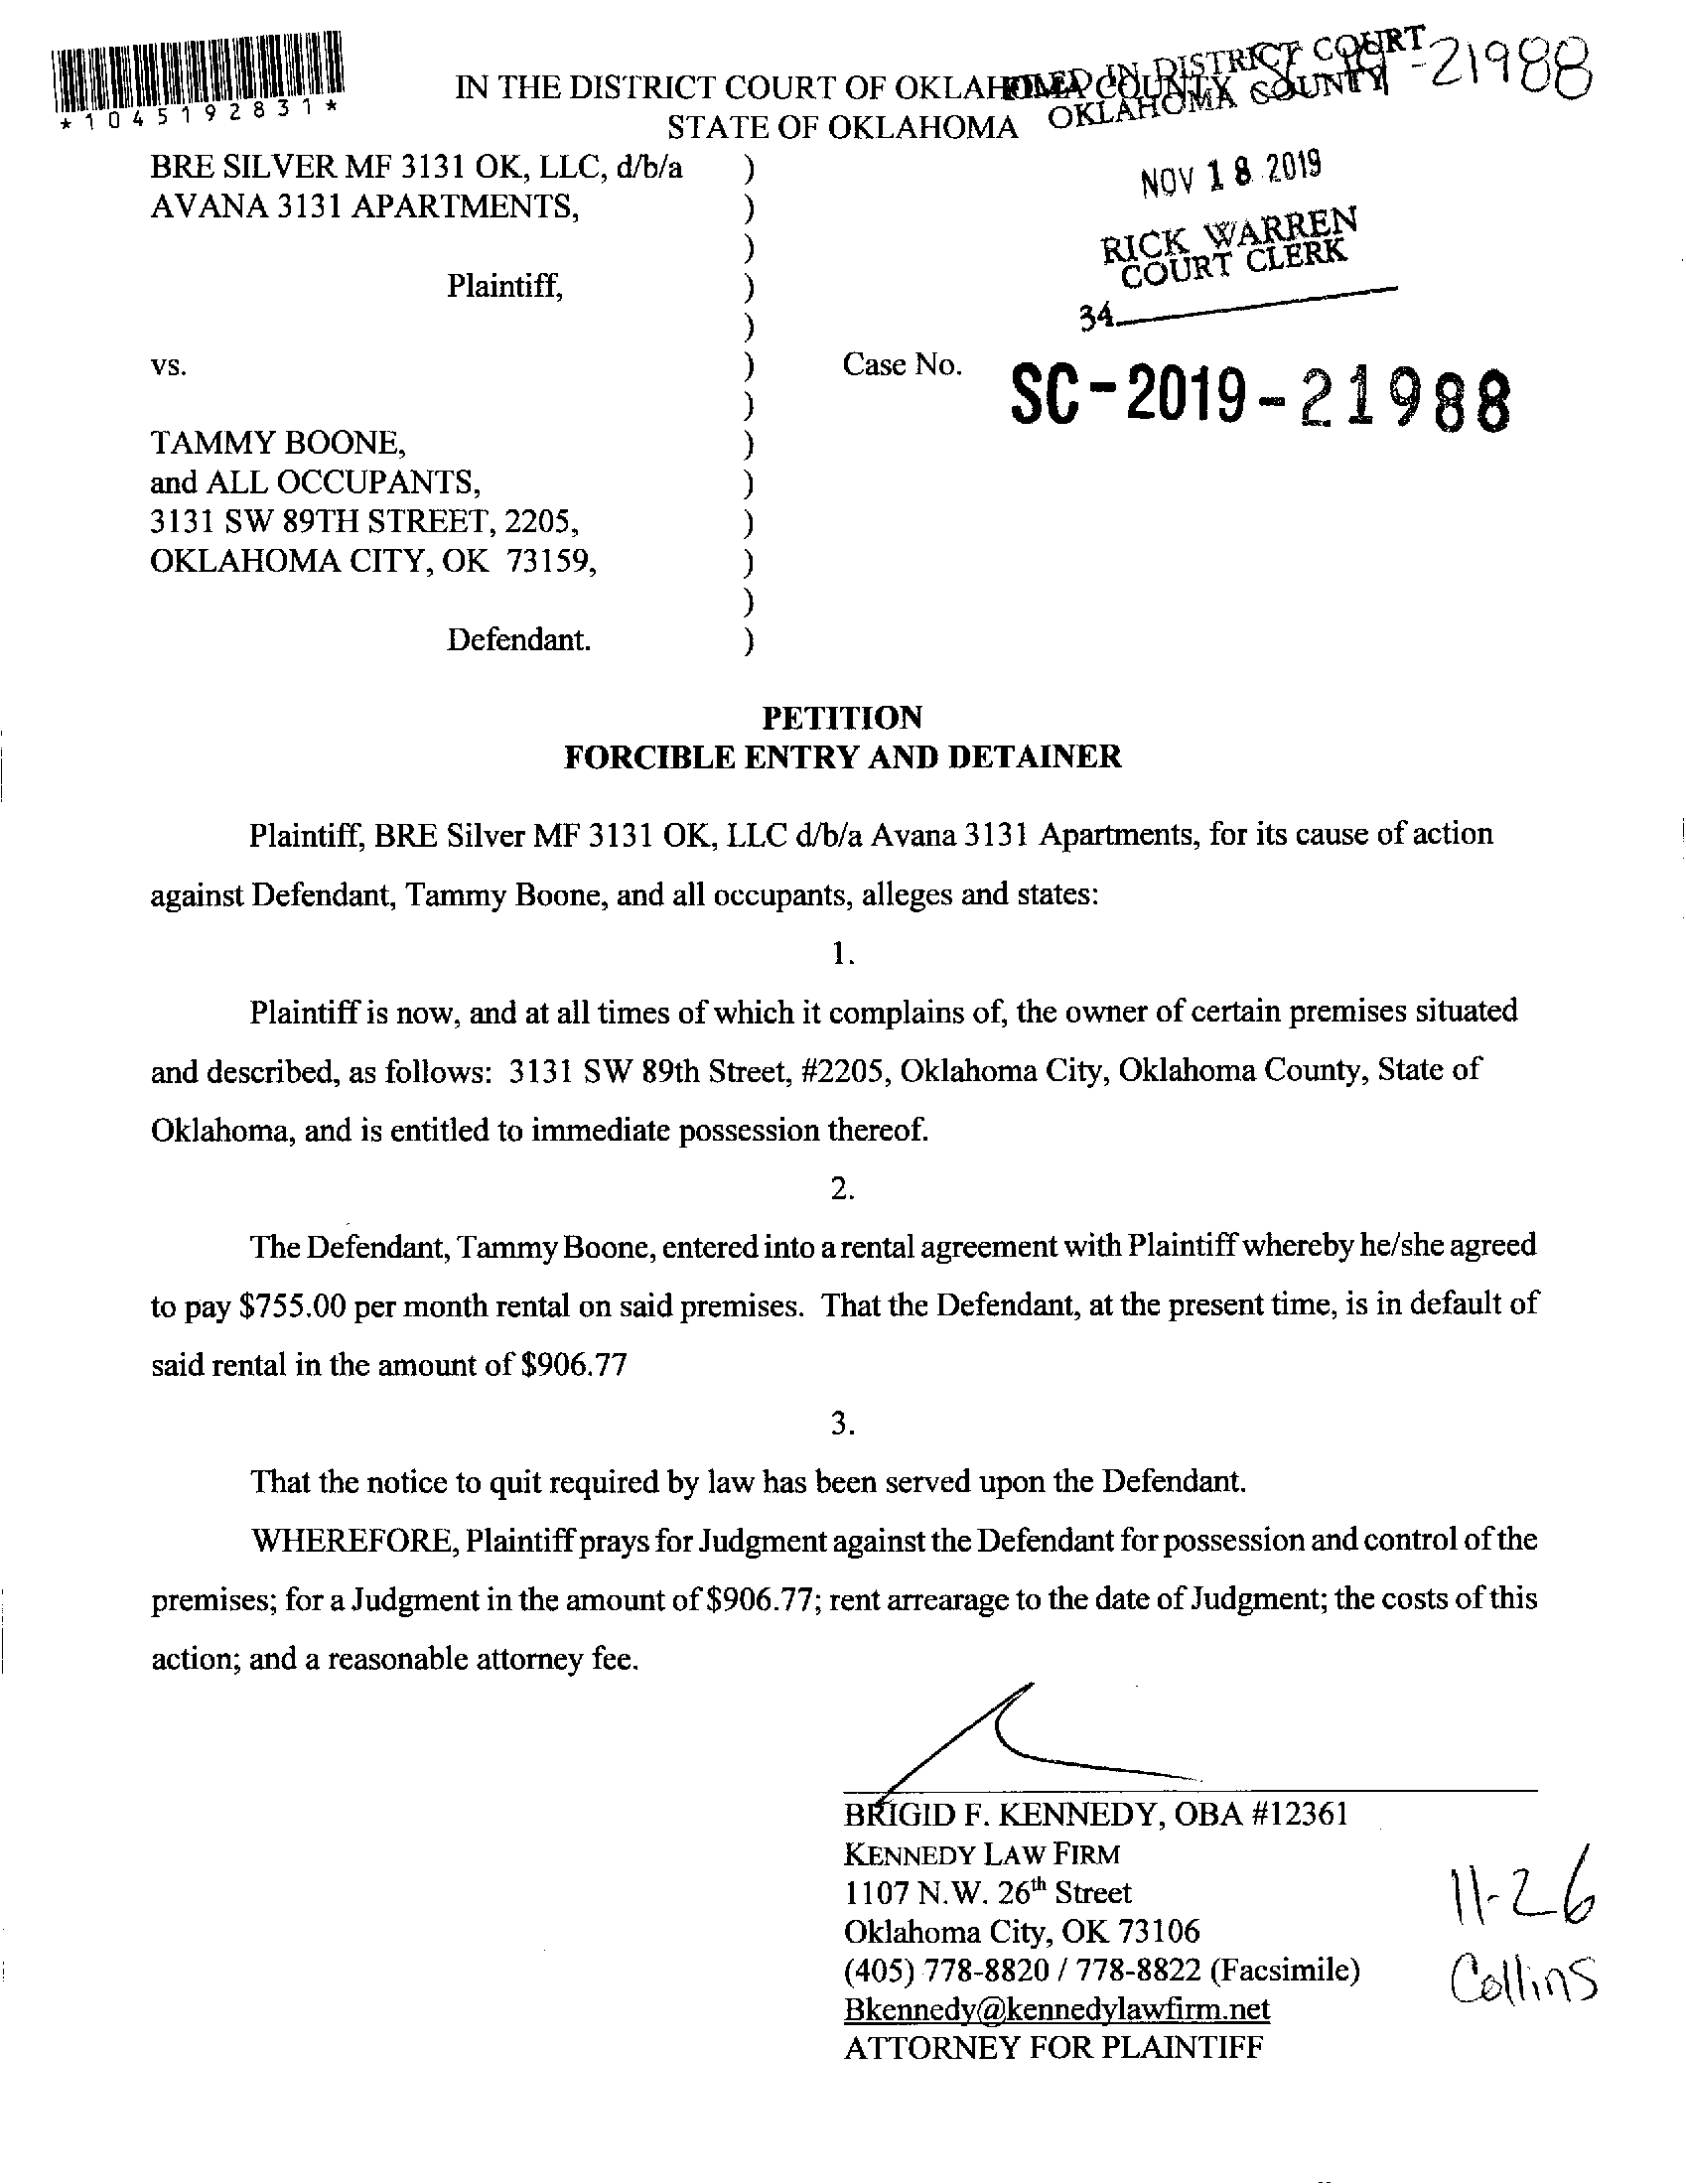 *1045192831*
IN THE DISTRICT COURT OF OKLAHOMA COUNTY
STATE OF OKLAHOMA
FILED IN DISTRICT COURT
OKLAHOMA COUNTY
-21988
NOV 18 2019
RICK WARREN
COURT CLERK
34
BRE SILVER MF 3131 OK, LLC, d/b/a )
AVANA 3131 APARTMENTS, )
)
Plaintiff, )
)
vs. ) Case No. SC-2019-21988
)
TAMMY BOONE, )
and ALL OCCUPANTS, )
3131 SW 89TH STREET, 2205, )
OKLAHOMA CITY, OK 73159, )
)
Defendant. )
PETITION
FORCIBLE ENTRY AND DETAINER
Plaintiff, BRE Silver MF 3131 OK, LLC d/b/a Avana 3131 Apartments, for its cause of action
against Defendant, Tammy Boone, and all occupants, alleges and states:
1.
Plaintiff is now, and at all times of which it complains of, the owner of certain premises situated
and described, as follows: 3131 SW 89th Street, #2205, Oklahoma City, Oklahoma County, State of
Oklahoma, and is entitled to immediate possession thereof.
2.
The Defendant, Tammy Boone, entered into a rental agreement with Plaintiff whereby he/she agreed
to pay $755.00 per month rental on said premises. That the Defendant, at the present time, is in default of
said rental in the amount of $906.77
3.
That the notice to quit required by law has been served upon the Defendant.
WHEREFORE, Plaintiff prays for Judgment against the Defendant for possession and control of the
premises; for a Judgment in the amount of $906.77; rent arrearage to the date of Judgment; the costs of this
action; and a reasonable attorney fee.
BRIGID F. KENNEDY, OBA #12361
KENNEDY LAW FIRM
1107 N.W. 26th Street
Oklahoma City, OK 73106
(405) 778-8820 / 778-8822 (Facsimile)
Bkennedy@kennedylawfirm.net
ATTORNEY FOR PLAINTIFF
11-26
Collins